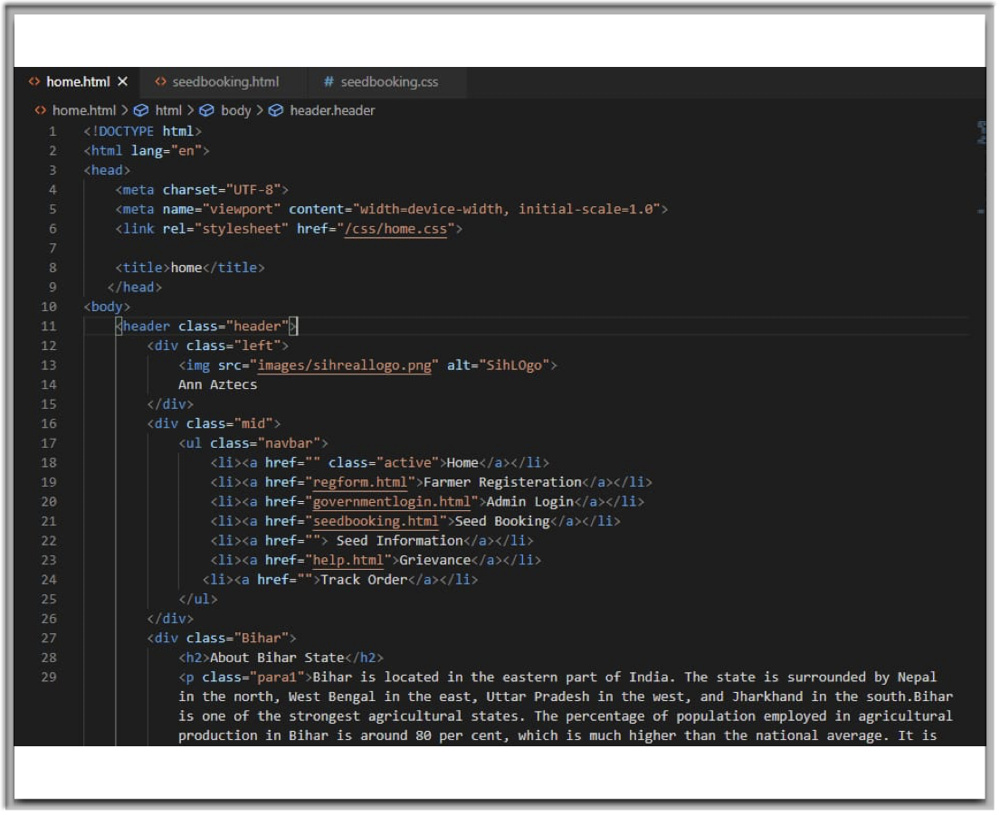 home.html × seedbooking.html # seedbooking.css
home.html > html > body > header.header
1 <!DOCTYPE html>
2 <html lang="en">
3 <head>
4 <meta charset="UTF-8">
5 <meta name="viewport" content="width=device-width, initial-scale=1.0">
6 <link rel="stylesheet" href="/css/home.css">
7
8 <title>home</title>
9 </head>
10 <body>
11 <header class="header">
12 <div class="left">
13 <img src="images/sihreallogo.png" alt="SihLOgo">
14 Ann Aztecs
15 </div>
16 <div class="mid">
17 <ul class="navbar">
18 <li><a href="" class="active">Home</a></li>
19 <li><a href="regform.html">Farmer Registeration</a></li>
20 <li><a href="governmentlogin.html">Admin Login</a></li>
21 <li><a href="seedbooking.html">Seed Booking</a></li>
22 <li><a href=""> Seed Information</a></li>
23 <li><a href="help.html">Grievance</a></li>
24 <li><a href="">Track Order</a></li>
25 </ul>
26 </div>
27 <div class="Bihar">
28 <h2>About Bihar State</h2>
29 <p class="para1">Bihar is located in the eastern part of India. The state is surrounded by Nepal
in the north, West Bengal in the east, Uttar Pradesh in the west, and Jharkhand in the south.Bihar
is one of the strongest agricultural states. The percentage of population employed in agricultural
production in Bihar is around 80 per cent, which is much higher than the national average. It is